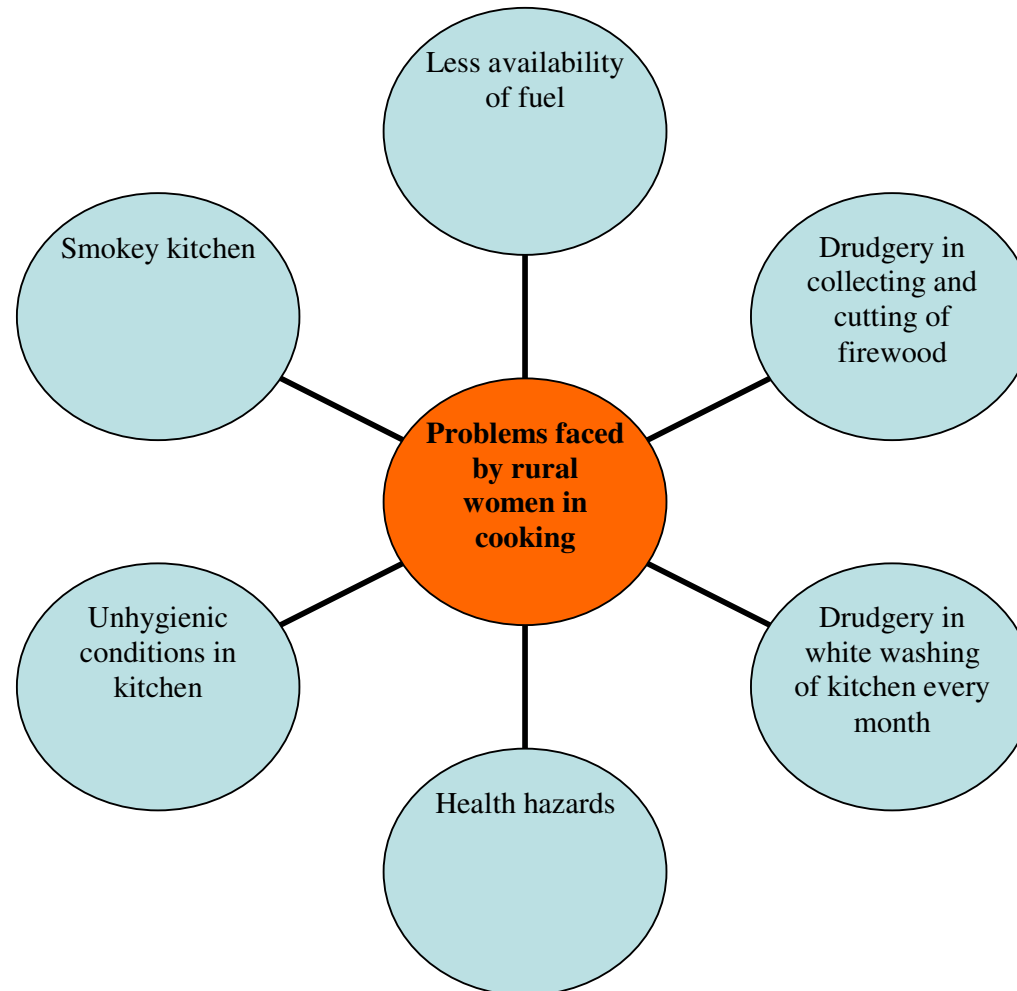 Less availability
of fuel
Smokey kitchen
Drudgery in
collecting and
cutting of
firewood
Problems faced
by rural
women in
cooking
Unhygienic
conditions in
kitchen
Drudgery in
white washing
of kitchen every
month
Health hazards